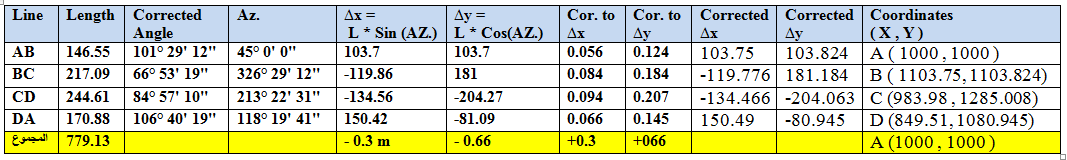 Line Length Corrected Angle Az. Δx = L * Sin (AZ.) Δy = L * Cos(AZ.) Cor. to Δx Cor. to Δy Corrected Δx Corrected Δy Coordinates ( X , Y )
AB 146.55 101° 29' 12" 45° 0' 0" 103.7 103.7 0.056 0.124 103.75 103.824 A ( 1000 , 1000 )
BC 217.09 66° 53' 19" 326° 29' 12" -119.86 181 0.084 0.184 -119.776 181.184 B ( 1103.75, 1103.824)
CD 244.61 84° 57' 10" 213° 22' 31" -134.56 -204.27 0.094 0.207 -134.466 -204.063 C (983.98 , 1285.008)
DA 170.88 106° 40' 19" 118° 19' 41" 150.42 -81.09 0.066 0.145 150.49 -80.945 D (849.51, 1080.945)
المجموع 779.13 - 0.3 m - 0.66 +0.3 +066 A (1000 , 1000 )